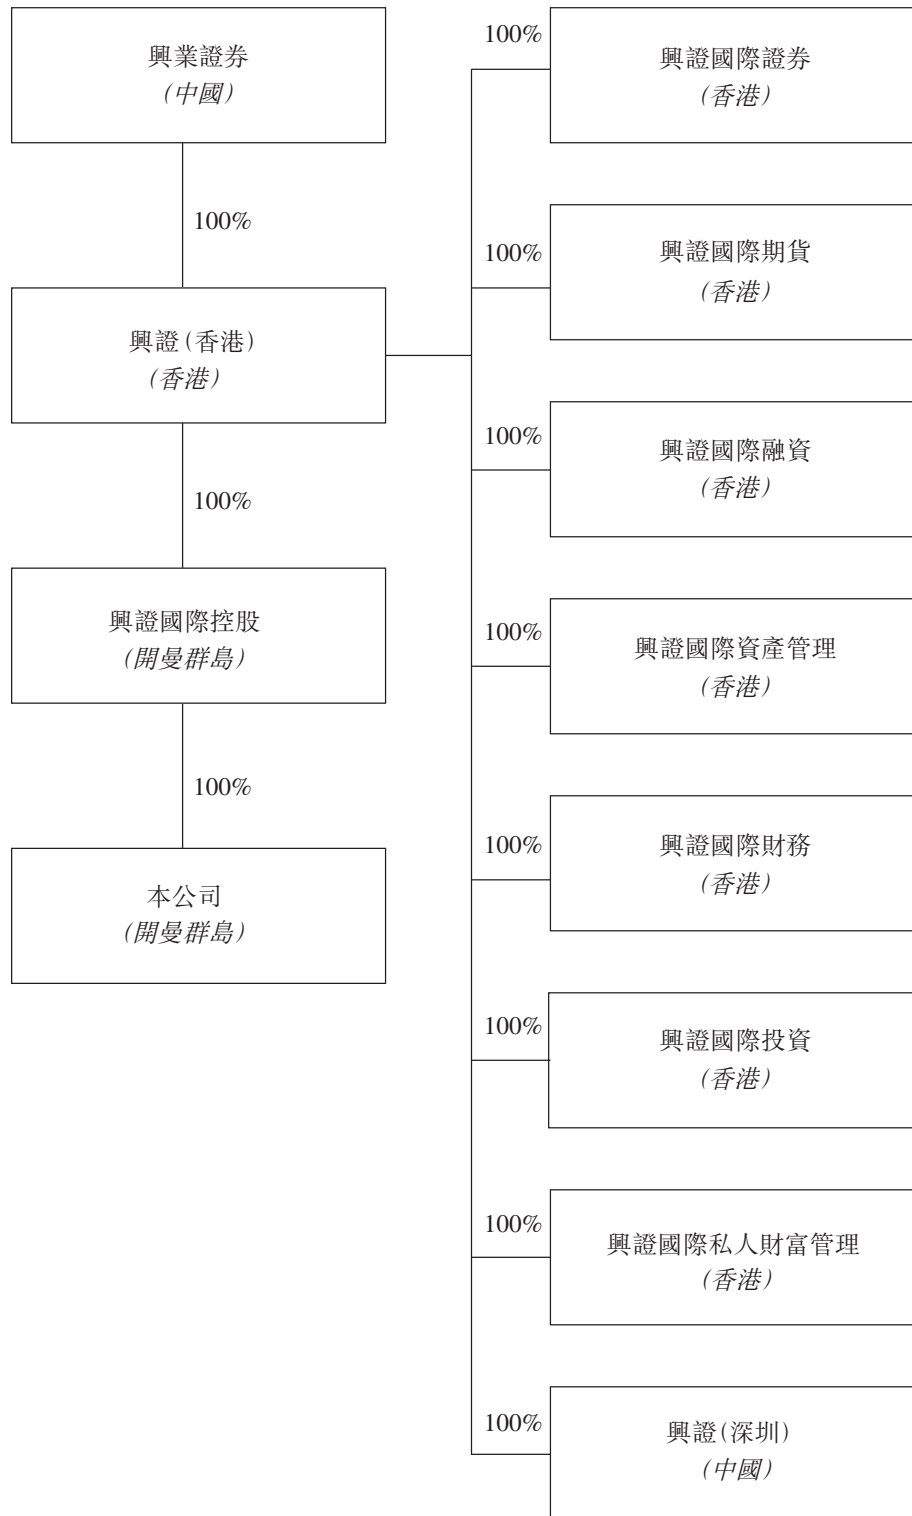 興業證券
(中國)
100%
興證(香港)
(香港)
100%
興證國際控股
(開曼群島)
100%
本公司
(開曼群島)
100%
興證國際證券
(香港)
100%
興證國際期貨
(香港)
100%
興證國際融資
(香港)
100%
興證國際資產管理
(香港)
100%
興證國際財務
(香港)
100%
興證國際投資
(香港)
100%
興證國際私人財富管理
(香港)
100%
興證(深圳)
(中國)